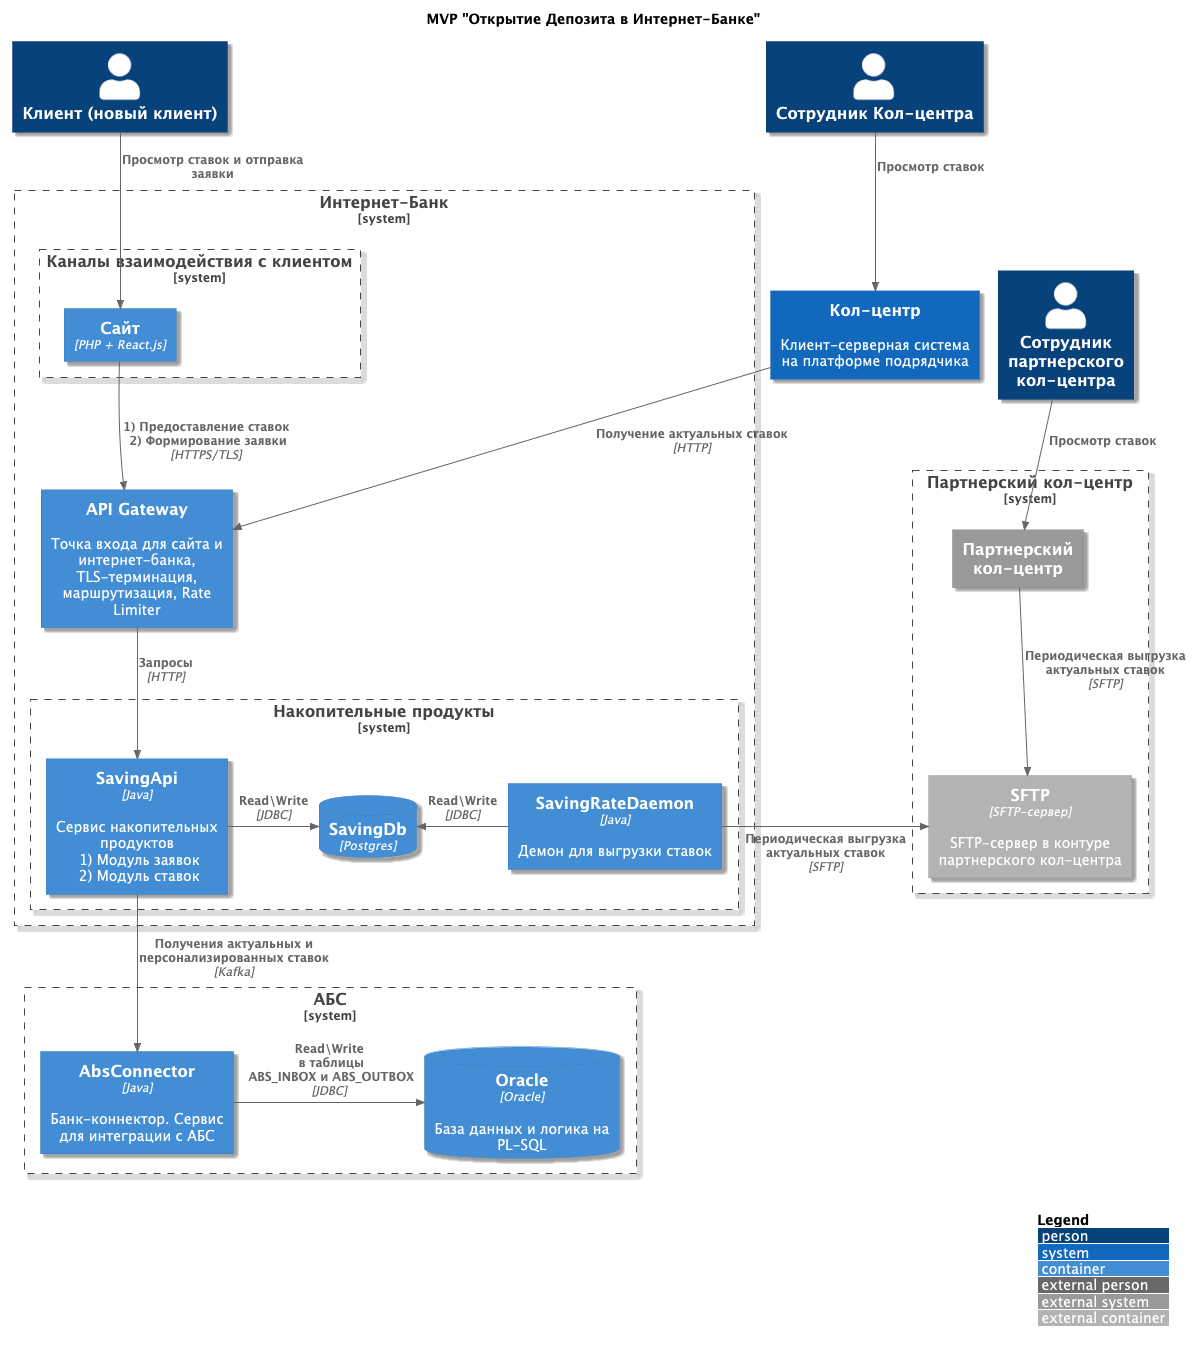 MVP "Открытие Депозита в Интернет-Банке"
Клиент (новый клиент)
Сотрудник Кол-центра
Просмотр ставок и отправка
заявки
Просмотр ставок
Интернет-Банк
[system]
Каналы взаимодействия с клиентом
[system]
Сайт
[PHP + React.js]
Кол-центр
Клиент-серверная система
на платформе подрядчика
Сотрудник
партнерского
кол-центра
1) Предоставление ставок
2) Формирование заявки
[HTTPS/TLS]
Получение актуальных ставок
[HTTP]
Просмотр ставок
Партнерский кол-центр
[system]
API Gateway
Точка входа для сайта и
интернет-банка,
TLS-терминация,
маршрутизация, Rate
Limiter
Партнерский
кол-центр
Запросы
[HTTP]
Периодическая выгрузка
актуальных ставок
[SFTP]
Накопительные продукты
[system]
SavingApi
[Java]
Сервис накопительных
продуктов
1) Модуль заявок
2) Модуль ставок
Read\Write
[JDBC]
SavingDb
[Postgres]
Read\Write
[JDBC]
SavingRateDaemon
[Java]
Демон для выгрузки ставок
Периодическая выгрузка
актуальных ставок
[SFTP]
SFTP
[SFTP-сервер]
SFTP-сервер в контуре
партнерского кол-центра
Получения актуальных и
персонализированных ставок
[Kafka]
АБС
[system]
AbsConnector
[Java]
Банк-коннектор. Сервис
для интеграции с АБС
Read\Write
в таблицы
ABS_INBOX и ABS_OUTBOX
[JDBC]
Oracle
[Oracle]
База данных и логика на
PL-SQL
Legend
person
system
container
external person
external system
external container